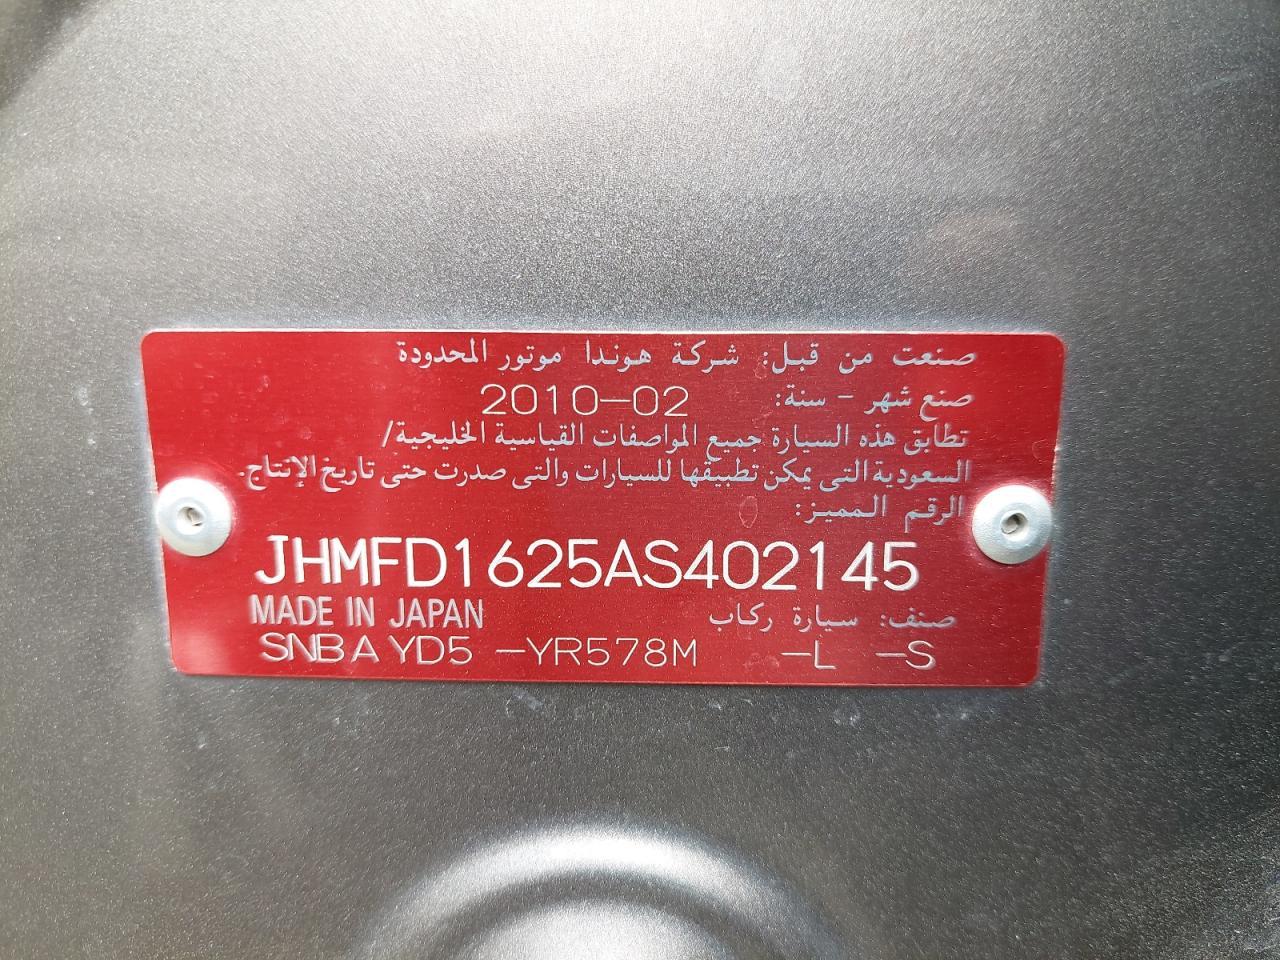 صنعت من قبل: شركة هوندا موتور المحدودة
صنع شهر - سنة: 2010-02
تطابق هذه السيارة جميع المواصفات القياسية الخليجية/
السعودية التى يمكن تطبيقها للسيارات والتى صدرت حتى تاريخ الإنتاج.
الرقم المميز:
JHMFD1625AS402145
MADE IN JAPAN صنف: سيارة ركاب
SNBAYD5 -YR578M -L -S